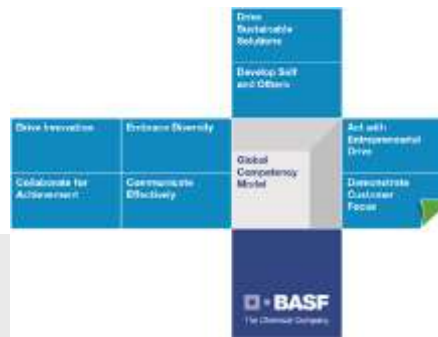 Drive
Sustainable
Solutions
Develop Self
and Others
Drive Innovation
Embrace Diversity
Act with
Entrepreneurial
Drive
Global
Competency
Model
Collaborate for
Achievement
Communicate
Effectively
Demonstrate
Customer
Focus
BASF
The Chemical Company